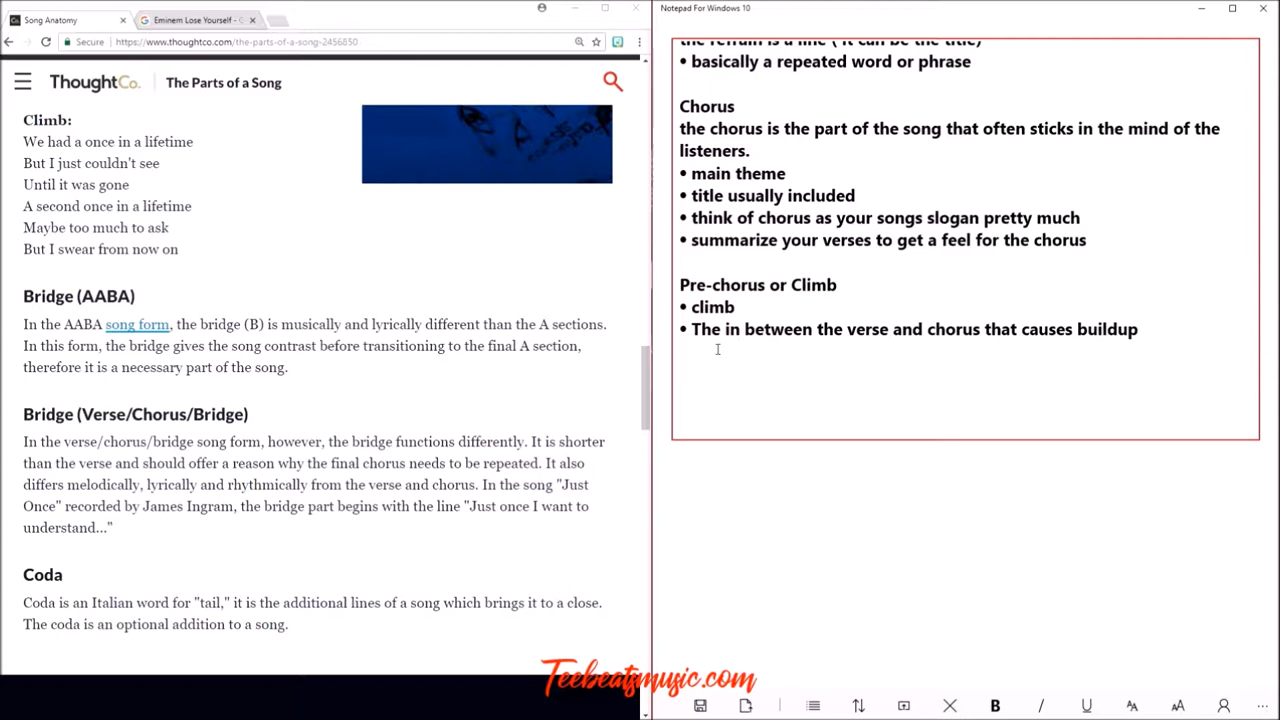 Song Anatomy
Eminem Lose Yourself - G
Secure
https://www.thoughtco.com/the-parts-of-a-song-2456850
ThoughtCo.
The Parts of a Song
Climb:
We had a once in a lifetime
But I just couldn't see
Until it was gone
A second once in a lifetime
Maybe too much to ask
But I swear from now on
Bridge (AABA)
In the AABA song form, the bridge (B) is musically and lyrically different than the A sections.
In this form, the bridge gives the song contrast before transitioning to the final A section,
therefore it is a necessary part of the song.
Bridge (Verse/Chorus/Bridge)
In the verse/chorus/bridge song form, however, the bridge functions differently. It is shorter
than the verse and should offer a reason why the final chorus needs to be repeated. It also
differs melodically, lyrically and rhythmically from the verse and chorus. In the song "Just
Once" recorded by James Ingram, the bridge part begins with the line "Just once I want to
understand..."
Coda
Coda is an Italian word for "tail," it is the additional lines of a song which brings it to a close.
The coda is an optional addition to a song.
Notepad For Windows 10
the refrain is a line ( it can be the title)
• basically a repeated word or phrase
Chorus
the chorus is the part of the song that often sticks in the mind of the
listeners.
• main theme
• title usually included
• think of chorus as your songs slogan pretty much
• summarize your verses to get a feel for the chorus
Pre-chorus or Climb
• climb
• The in between the verse and chorus that causes buildup
Teebeatsmusic.com